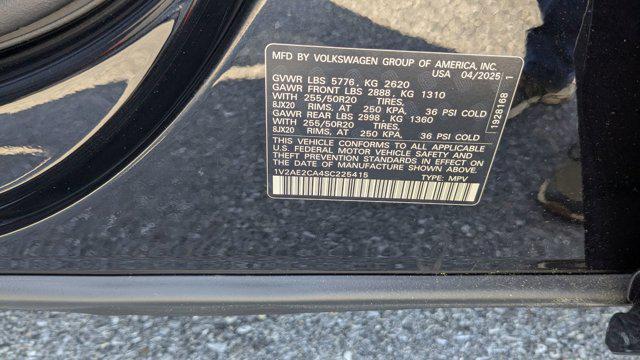 MFD BY VOLKSWAGEN GROUP OF AMERICA, INC.
USA 04/2025
GVWR LBS 5776, KG 2620
GAWR FRONT LBS 2888, KG 1310
WITH 255/50R20 TIRES,
8JX20 RIMS, AT 250 KPA, 36 PSI COLD
GAWR REAR LBS 2998, KG 1360
WITH 255/50R20 TIRES,
8JX20 RIMS, AT 250 KPA, 36 PSI COLD
THIS VEHICLE CONFORMS TO ALL APPLICABLE
U.S. FEDERAL MOTOR VEHICLE SAFETY AND
THEFT PREVENTION STANDARDS IN EFFECT ON
THE DATE OF MANUFACTURE SHOWN ABOVE.
1V2AE2CA4SC225415 TYPE: MPV
1928168 1